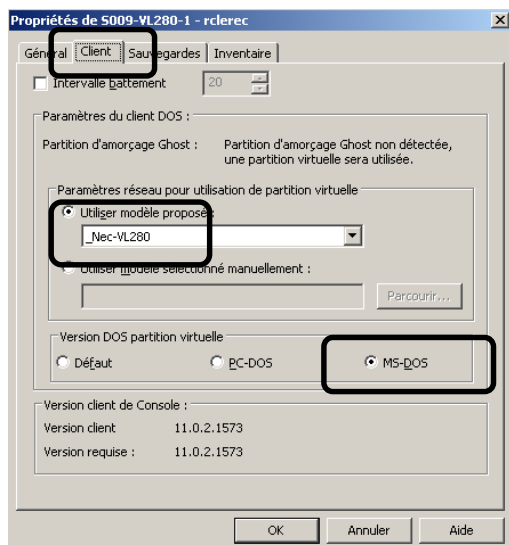 Propriétés de S009-VL280-1 - rclerec
Général Client Sauvegardes Inventaire
Intervalle battement 20
Paramètres du client DOS :
Partition d'amorçage Ghost : Partition d'amorçage Ghost non détectée,
une partition virtuelle sera utilisée.
Paramètres réseau pour utilisation de partition virtuelle
Utiliser modèle proposé :
_Nec-VL280
Utiliser modèle sélectionné manuellement :
Parcourir...
Version DOS partition virtuelle
Défaut PC-DOS MS-DOS
Version client de Console :
Version client 11.0.2.1573
Version requise : 11.0.2.1573
OK Annuler Aide